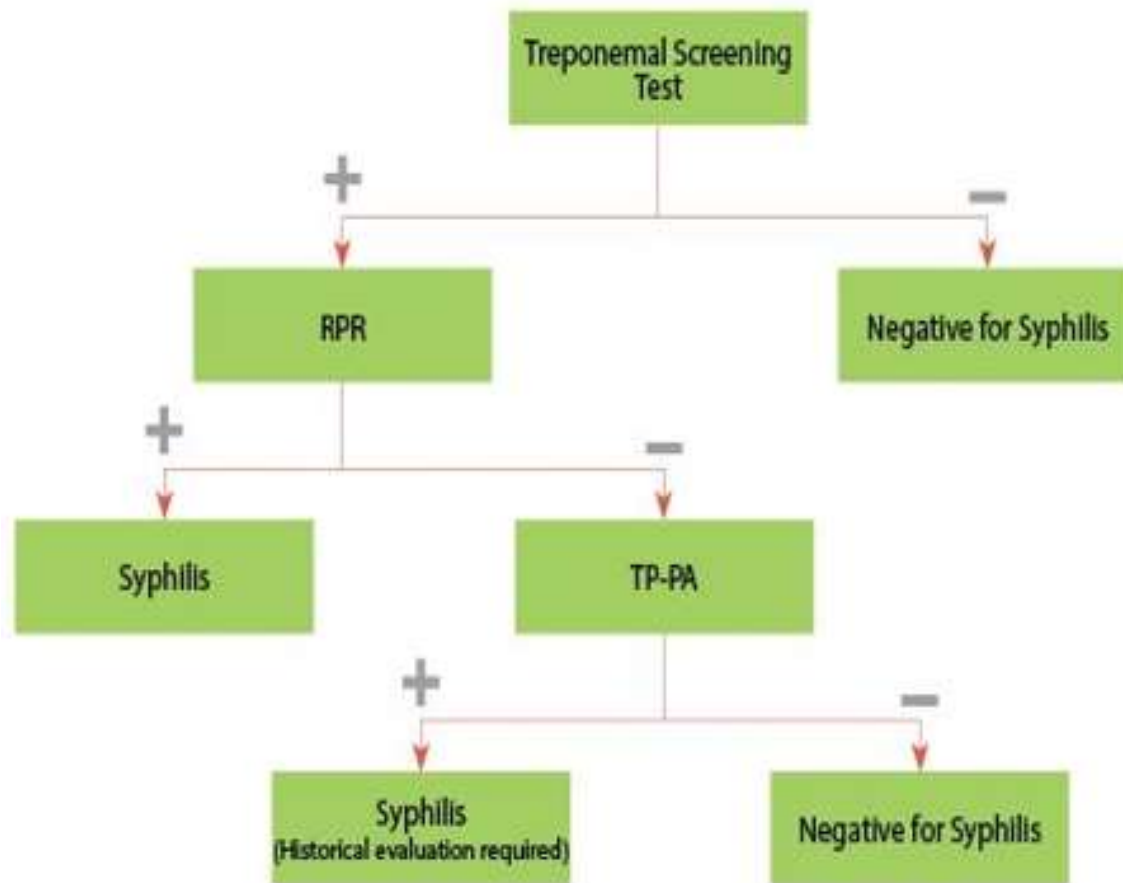 Treponemal Screening
Test
+
−
RPR
Negative for Syphilis
+
−
Syphilis
TP-PA
+
−
Syphilis
(Historical evaluation required)
Negative for Syphilis